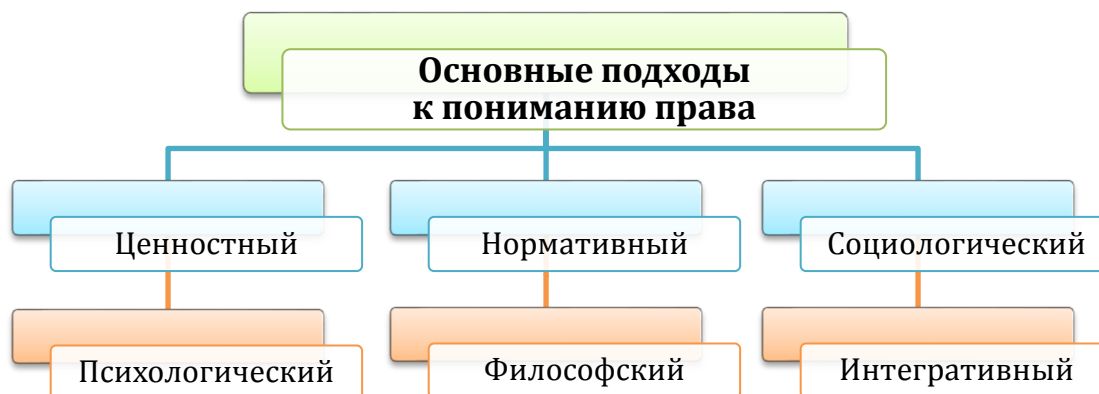 Основные подходы
к пониманию права
Ценностный
Нормативный
Социологический
Психологический
Философский
Интегративный